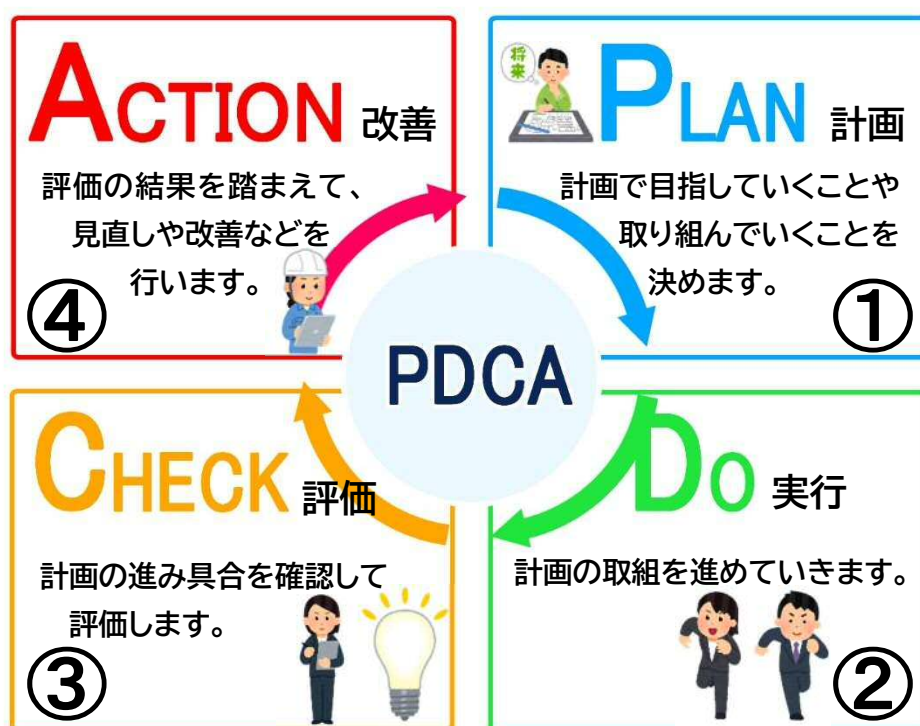 ACTION 改善
評価の結果を踏まえて、
見直しや改善などを
行います。
④
将来
PLAN 計画
計画で目指していくことや
取り組んでいくことを
決めます。
①
PDCA
CHECK 評価
計画の進み具合を確認して
評価します。
③
DO 実行
計画の取組を進めていきます。
②